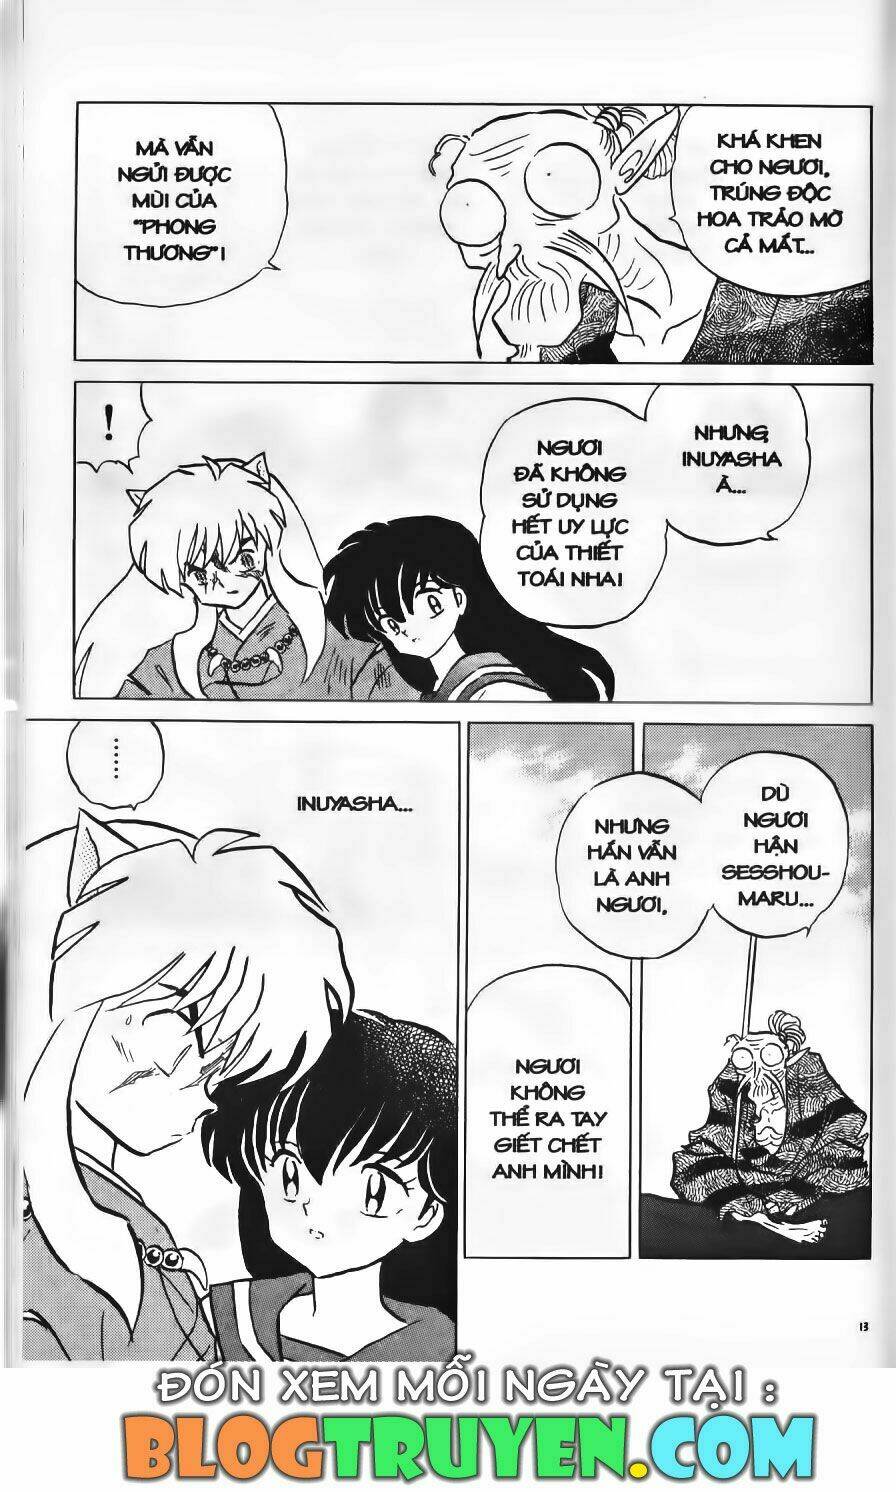 KHÁ KHEN
CHO NGƯƠI,
TRÚNG ĐỘC
HOA TRẢO MỜ
CẢ MẮT...
MÀ VẪN
NGỬI ĐƯỢC
MÙI CỦA
"PHONG
THƯƠNG"!
NHƯNG,
INUYASHA
À...
NGƯƠI
ĐÃ KHÔNG
SỬ DỤNG
HẾT UY LỰC
CỦA THIẾT
TOÁI NHA!
!
DÙ
NGƯƠI
HẬN
SESSHOU-
MARU...
NHƯNG
HẮN VẪN
LÀ ANH
NGƯƠI,
NGƯƠI
KHÔNG
THỂ RA TAY
GIẾT CHẾT
ANH MÌNH!
INUYASHA...
......
13
ĐÓN XEM MỖI NGÀY TẠI :
BLOGTRUYEN.COM